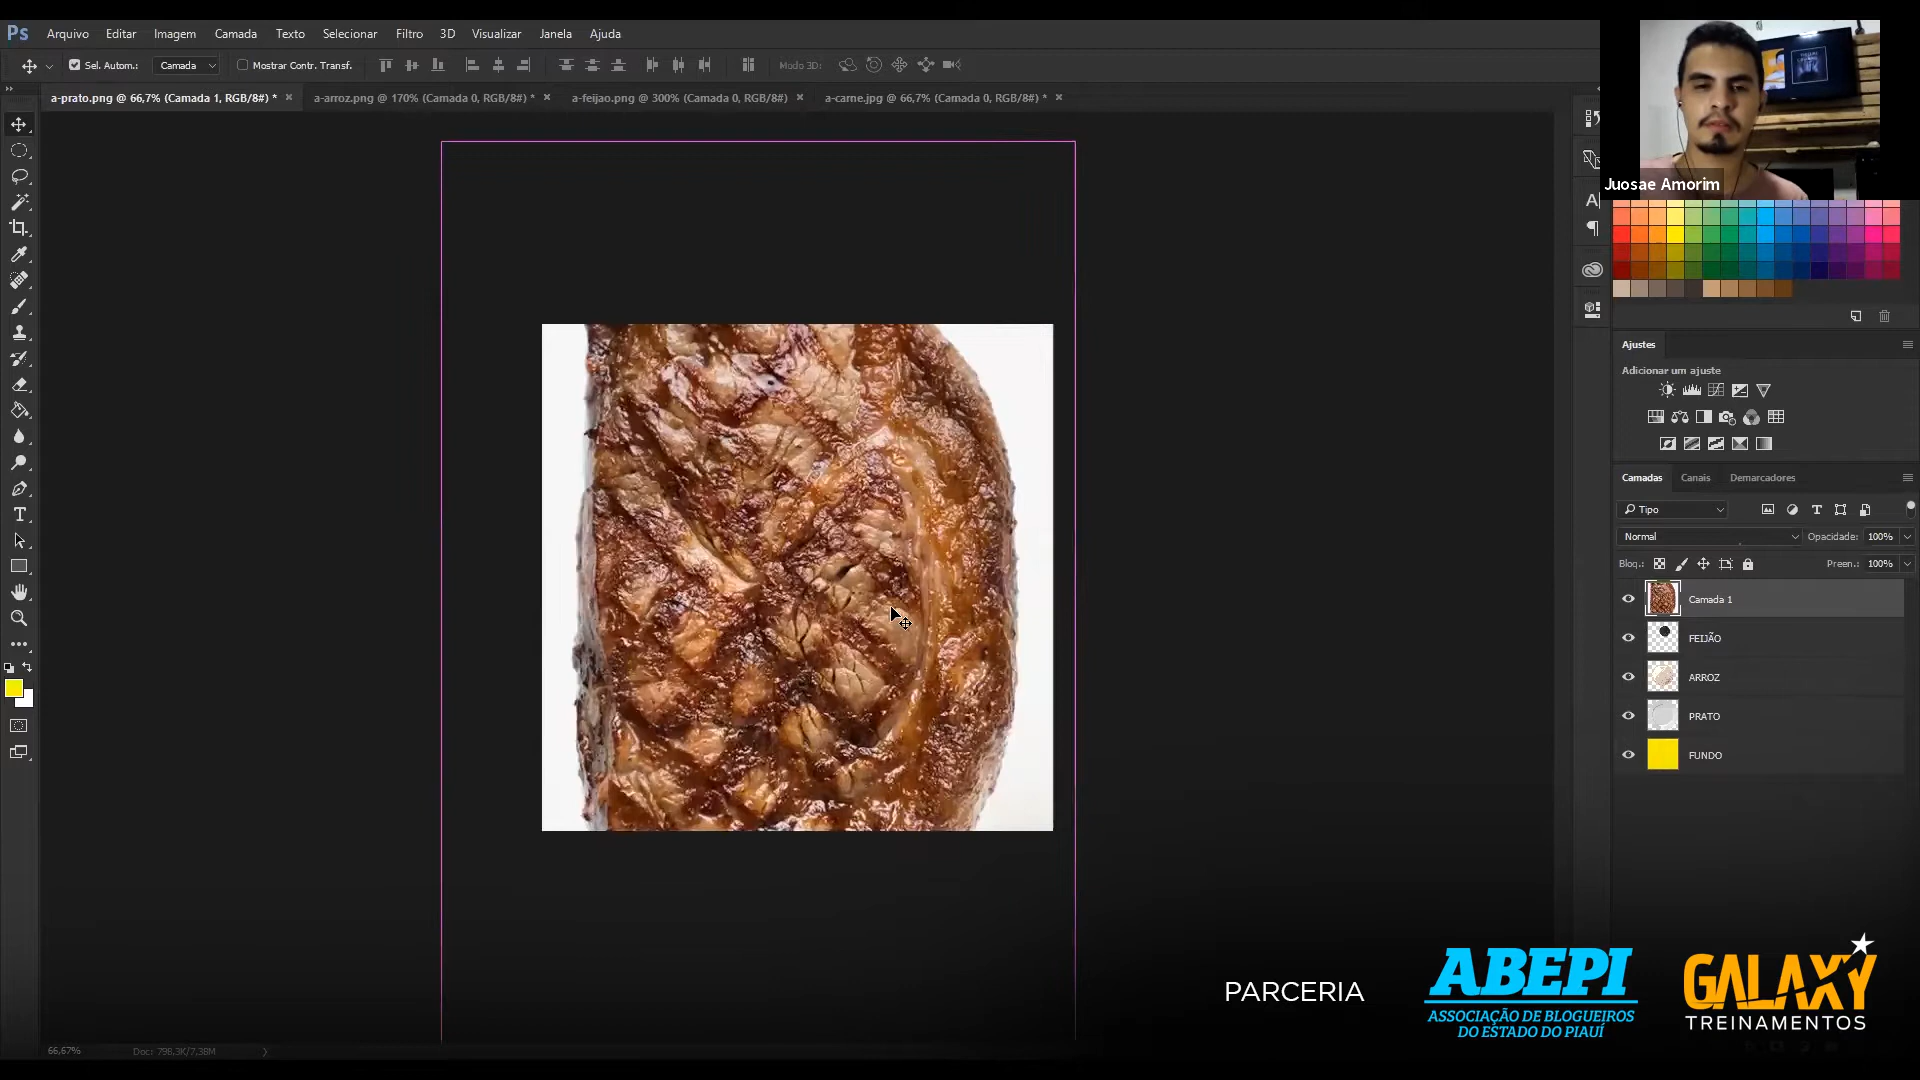 Ps Arquivo Editar Imagem Camada Texto Selecionar Filtro 3D Visualizar Janela Ajuda
Sel. Autom.: Camada Mostrar Contr. Transf. Modo 3D:
a-prato.png @ 66,7% (Camada 1, RGB/8#) * × a-arroz.png @ 170% (Camada 0, RGB/8#) * × a-feijao.png @ 300% (Camada 0, RGB/8#) × a-carne.jpg @ 66,7% (Camada 0, RGB/8#) * ×
Juosae Amorim
Ajustes
Adicionar um ajuste
Camadas Canais Demarcadores
Tipo
Normal Opacidade: 100%
Bloq.: Preen.: 100%
Camada 1
FEIJÃO
ARROZ
PRATO
FUNDO
PARCERIA
ABEPI
ASSOCIAÇÃO DE BLOGUEIROS
DO ESTADO DO PIAUÍ
GALAXY
TREINAMENTOS
66,67% Doc: 798,3K/7,38M